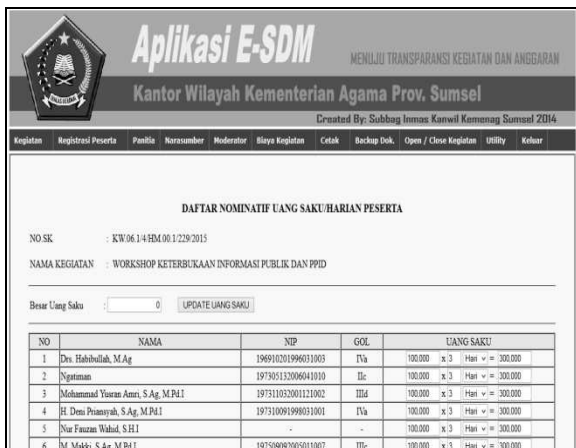 Aplikasi E-SDM
MENUJU TRANSPARANSI KEGIATAN DAN ANGGARAN
Kantor Wilayah Kementerian Agama Prov. Sumsel
Created By: Subbag Inmas Kanwil Kemenag Sumsel 2014
Kegiatan Registrasi Peserta Panitia Narasumber Moderator Biaya Kegiatan Cetak Backup Dok. Open / Close Kegiatan Utility Keluar
DAFTAR NOMINATIF UANG SAKU/HARIAN PESERTA
NO.SK : KW.06.1/4/HM.00.1/229/2015
NAMA KEGIATAN : WORKSHOP KETERBUKAAN INFORMASI PUBLIK DAN PPID
Besar Uang Saku : 0 UPDATE UANG SAKU
NO NAMA NIP GOL UANG SAKU
1 Drs. Habibullah, M.Ag 196910201996031003 IVa 100,000 x 3 Hari = 300,000
2 Ngatiman 197305132006041010 IIc 100,000 x 3 Hari = 300,000
3 Mohammad Yusran Amri, S.Ag, M.Pd.I 197311032001121002 IIId 100,000 x 3 Hari = 300,000
4 H. Deni Priansyah, S.Ag, M.Pd.I 197310091998031001 IVa 100,000 x 3 Hari = 300,000
5 Nur Fauzan Wahid, S.H.I - - 100,000 x 3 Hari = 300,000
6 M. Makki, S.Ag, M.Pd.I 197509092005011007 IIIc 100,000 x 3 Hari = 300,000